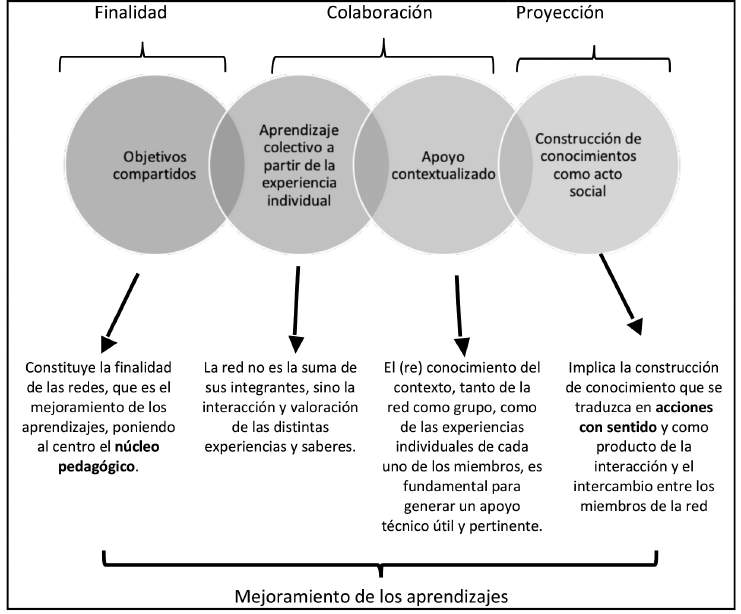 Finalidad
Colaboración
Proyección
Objetivos
compartidos
Aprendizaje
colectivo a
partir de la
experiencia
individual
Apoyo
contextualizado
Construcción de
conocimientos
como acto
social
Constituye la finalidad
de las redes, que es el
mejoramiento de los
aprendizajes, poniendo
al centro el núcleo
pedagógico.
La red no es la suma de
sus integrantes, sino la
interacción y valoración
de las distintas
experiencias y saberes.
El (re) conocimiento del
contexto, tanto de la
red como grupo, como
de las experiencias
individuales de cada
uno de los miembros, es
fundamental para
generar un apoyo
técnico útil y pertinente.
Implica la construcción
de conocimiento que se
traduzca en acciones
con sentido y como
producto de la
interacción y el
intercambio entre los
miembros de la red
Mejoramiento de los aprendizajes